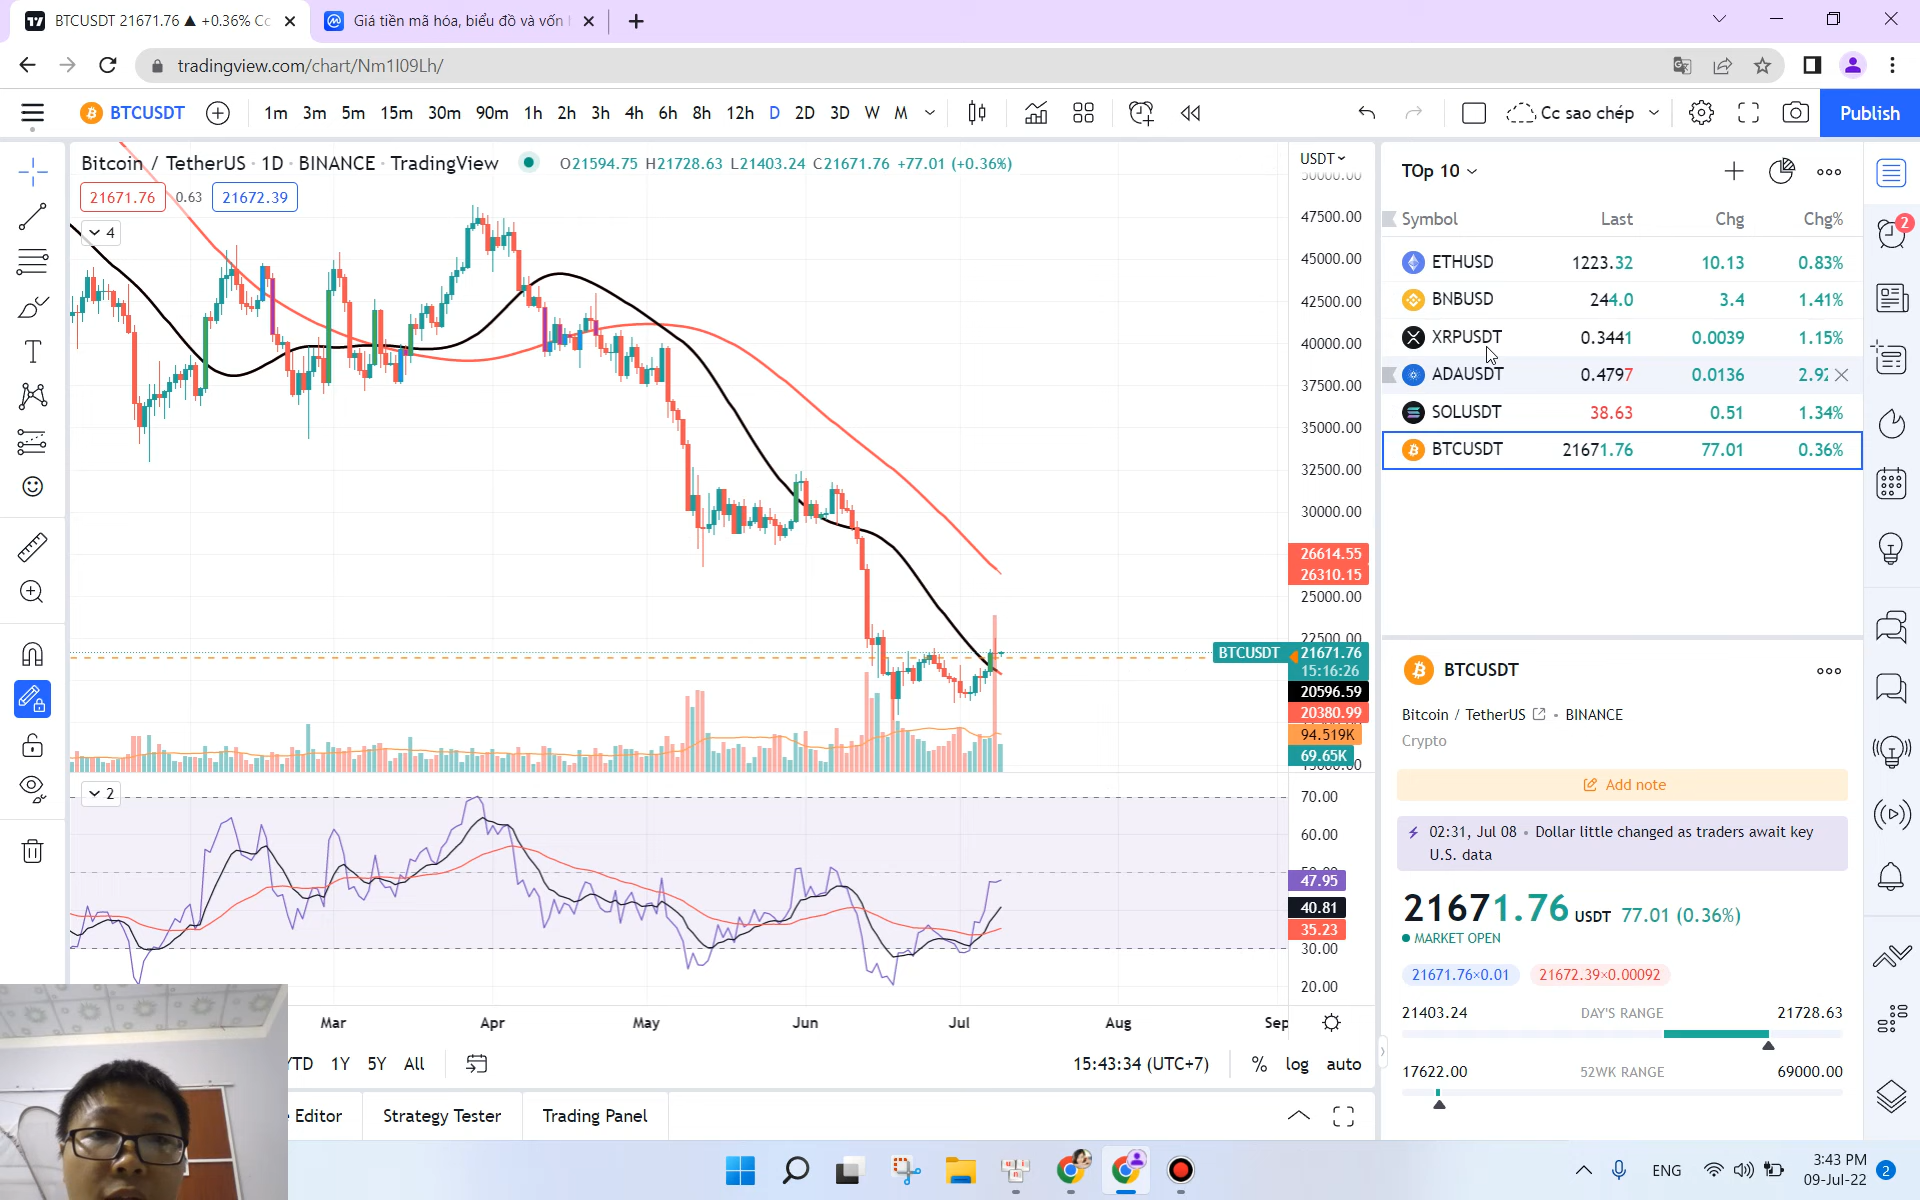 BTCUSDT 21671.76 ▲ +0.36% Cc
Giá tiền mã hóa, biểu đồ và vốn
tradingview.com/chart/Nm1I09Lh/
BTCUSDT 1m 3m 5m 15m 30m 90m 1h 2h 3h 4h 6h 8h 12h D 2D 3D W M Cc sao chép Publish
Bitcoin / TetherUS · 1D · BINANCE · TradingView O21594.75 H21728.63 L21403.24 C21671.76 +77.01 (+0.36%)
21671.76 0.63 21672.39
4
USDT
50000.00
47500.00
45000.00
42500.00
40000.00
37500.00
35000.00
32500.00
30000.00
26614.55
26310.15
25000.00
22500.00
BTCUSDT 21671.76
15:16:26
20596.59
20380.99
94.519K
69.65K
2
70.00
60.00
50.00
47.95
40.81
35.23
30.00
20.00
Mar Apr May Jun Jul Aug Sep
YTD 1Y 5Y All 15:43:34 (UTC+7) % log auto
Editor Strategy Tester Trading Panel
TOp 10
Symbol Last Chg Chg%
ETHUSD 1223.32 10.13 0.83%
BNBUSD 244.0 3.4 1.41%
XRPUSDT 0.3441 0.0039 1.15%
ADAUSDT 0.4797 0.0136 2.92
SOLUSDT 38.63 0.51 1.34%
BTCUSDT 21671.76 77.01 0.36%
BTCUSDT
Bitcoin / TetherUS · BINANCE
Crypto
Add note
02:31, Jul 08 · Dollar little changed as traders await key
U.S. data
21671.76 USDT 77.01 (0.36%)
MARKET OPEN
21671.76×0.01 21672.39×0.00092
21403.24 DAY'S RANGE 21728.63
17622.00 52WK RANGE 69000.00
2
ENG
3:43 PM
09-Jul-22
2